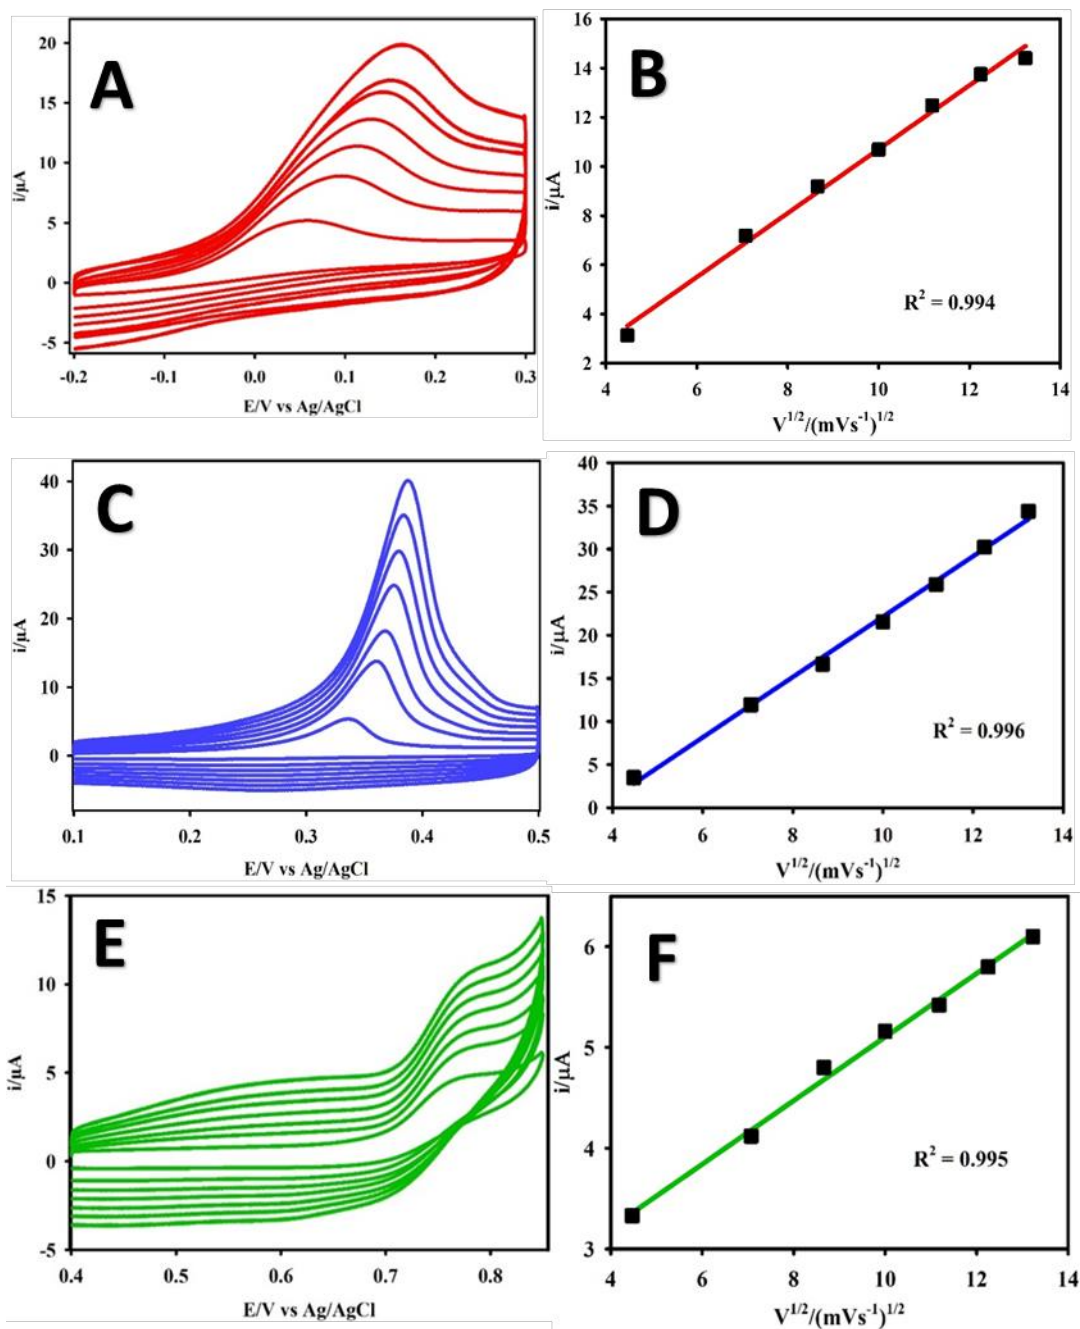 A
20
15
10
5
0
-5
i/μA
-0.2 -0.1 0.0 0.1 0.2 0.3
E/V vs Ag/AgCl
B
16
14
12
10
8
6
4
2
i/μA
R² = 0.994
4 6 8 10 12 14
V^1/2/(mVs^-1)^1/2
C
40
30
20
10
0
i/μA
0.1 0.2 0.3 0.4 0.5
E/V vs Ag/AgCl
D
40
35
30
25
20
15
10
5
0
i/μA
R² = 0.996
4 6 8 10 12 14
V^1/2/(mVs^-1)^1/2
E
15
10
5
0
-5
i/μA
0.4 0.5 0.6 0.7 0.8
E/V vs Ag/AgCl
F
6
5
4
3
i/μA
R² = 0.995
4 6 8 10 12 14
V^1/2/(mVs^-1)^1/2